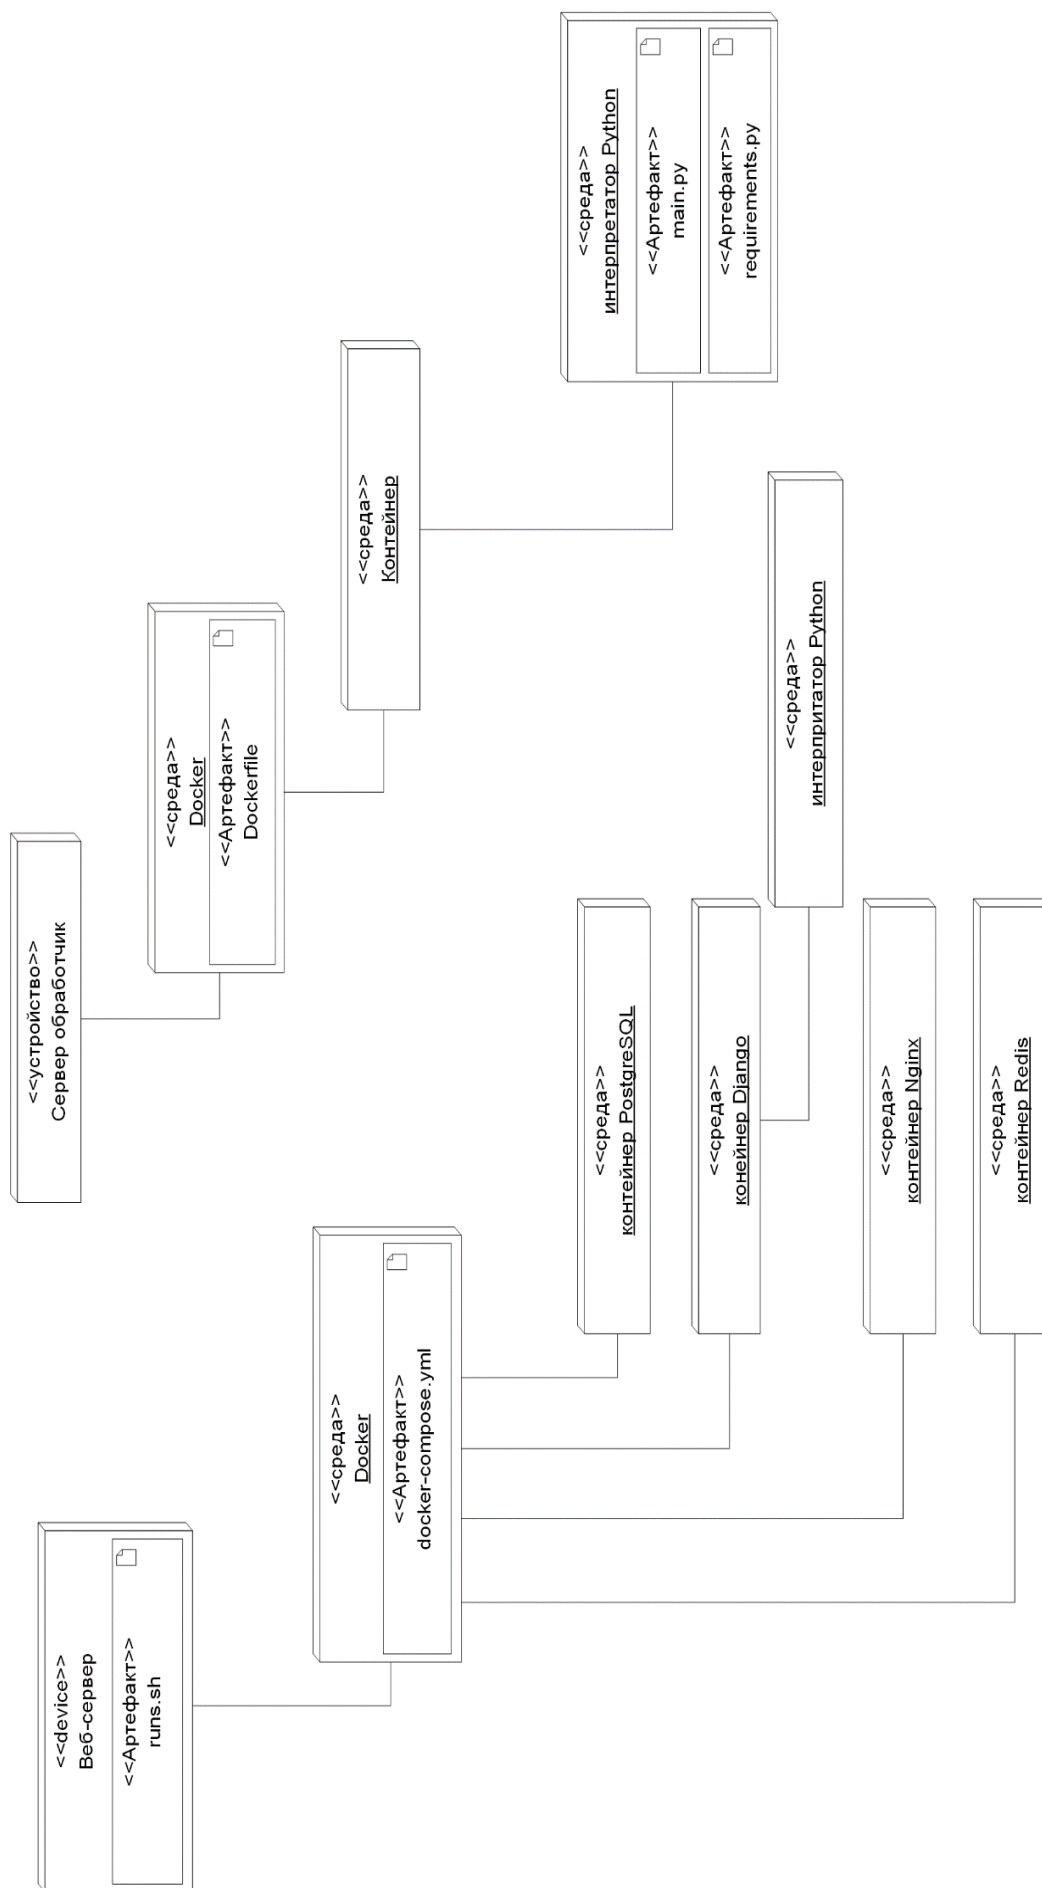 <<device>>
Веб-сервер
<<Артефакт>>
runs.sh
<<среда>>
Docker
<<Артефакт>>
docker-compose.yml
<<среда>>
контейнер PostgreSQL
<<среда>>
конейнер Django
<<среда>>
интерпритатор Python
<<среда>>
контейнер Nginx
<<среда>>
контейнер Redis
<<устройство>>
Сервер обработчик
<<среда>>
Docker
<<Артефакт>>
Dockerfile
<<среда>>
Контейнер
<<среда>>
интерпретатор Python
<<Артефакт>>
main.py
<<Артефакт>>
requirements.py